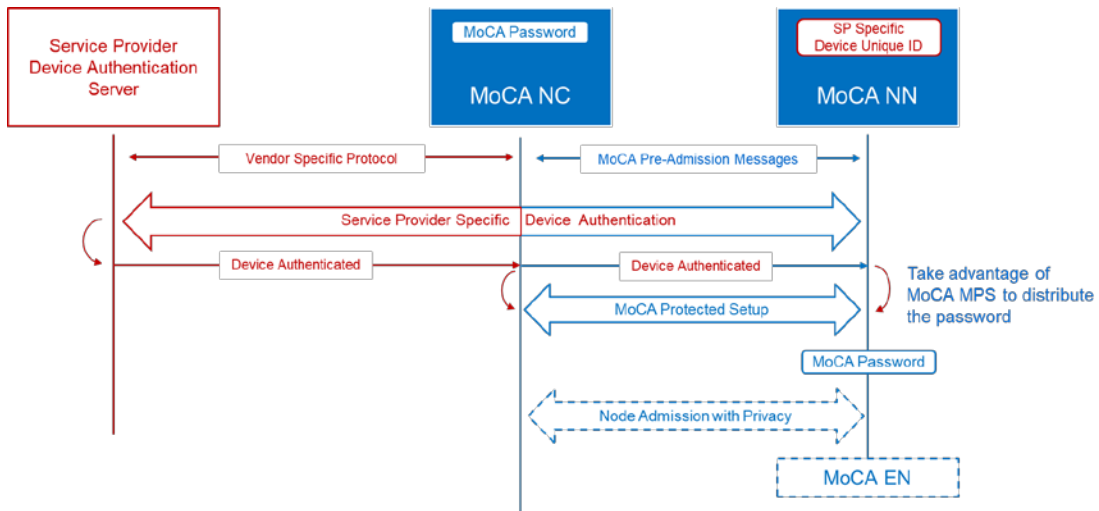 Service Provider
Device Authentication
Server
MoCA Password
MoCA NC
SP Specific
Device Unique ID
MoCA NN
Vendor Specific Protocol
MoCA Pre-Admission Messages
Service Provider Specific Device Authentication
Device Authenticated
Device Authenticated
Take advantage of
MoCA MPS to distribute
the password
MoCA Protected Setup
MoCA Password
Node Admission with Privacy
MoCA EN